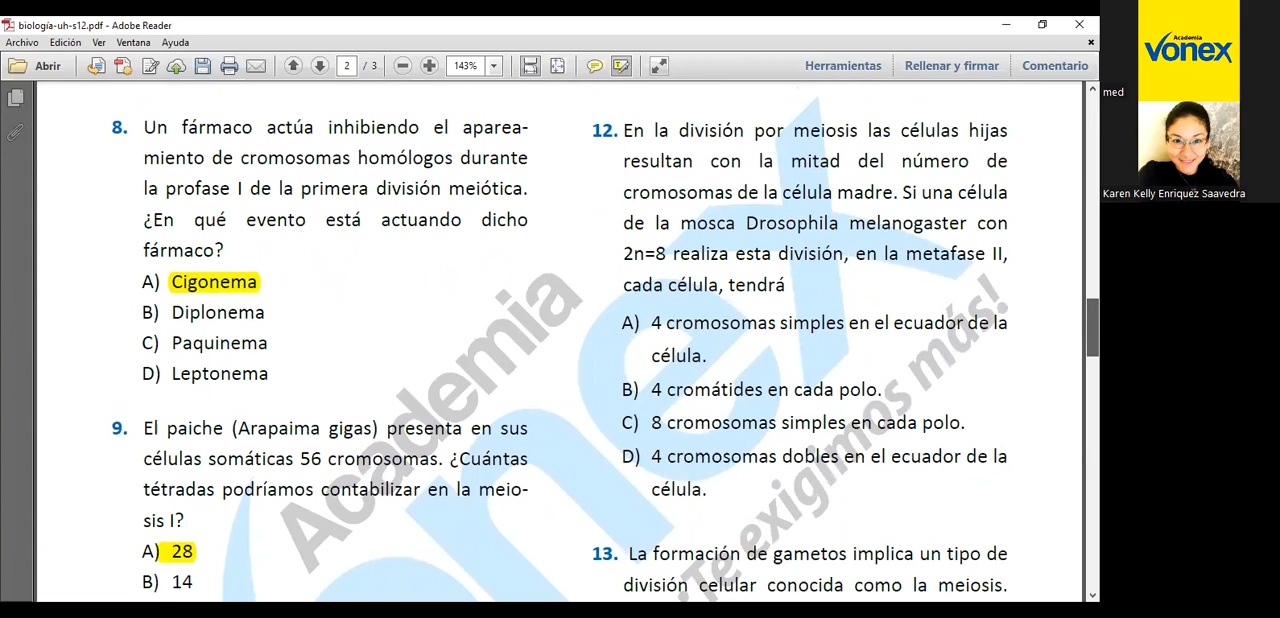 biología-uh-s12.pdf - Adobe Reader
Archivo Edición Ver Ventana Ayuda
Abrir 2 / 3 143% Herramientas Rellenar y firmar Comentario
8. Un fármaco actúa inhibiendo el aparea-
miento de cromosomas homólogos durante
la profase I de la primera división meiótica.
¿En qué evento está actuando dicho
fármaco?
A) Cigonema
B) Diplonema
C) Paquinema
D) Leptonema
9. El paiche (Arapaima gigas) presenta en sus
células somáticas 56 cromosomas. ¿Cuántas
tétradas podríamos contabilizar en la meio-
sis I?
A) 28
B) 14
12. En la división por meiosis las células hijas
resultan con la mitad del número de
cromosomas de la célula madre. Si una célula
de la mosca Drosophila melanogaster con
2n=8 realiza esta división, en la metafase II,
cada célula, tendrá
A) 4 cromosomas simples en el ecuador de la
célula.
B) 4 cromátides en cada polo.
C) 8 cromosomas simples en cada polo.
D) 4 cromosomas dobles en el ecuador de la
célula.
13. La formación de gametos implica un tipo de
división celular conocida como la meiosis.
Academia
onex
¡Te exigimos más!
Academia
Vonex
med
Karen Kelly Enriquez Saavedra